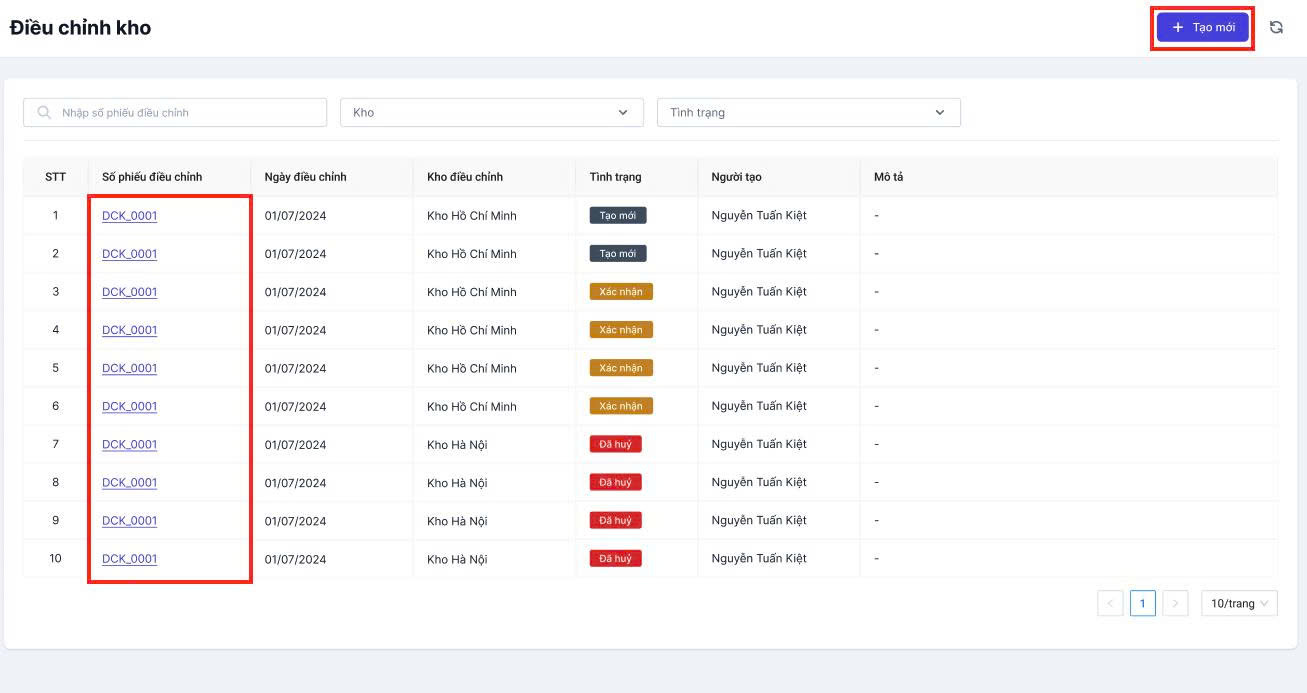 Điều chỉnh kho
+ Tạo mới
Nhập số phiếu điều chỉnh
Kho
Tình trạng
STT Số phiếu điều chỉnh Ngày điều chỉnh Kho điều chỉnh Tình trạng Người tạo Mô tả
1 DCK_0001 01/07/2024 Kho Hồ Chí Minh Tạo mới Nguyễn Tuấn Kiệt -
2 DCK_0001 01/07/2024 Kho Hồ Chí Minh Tạo mới Nguyễn Tuấn Kiệt -
3 DCK_0001 01/07/2024 Kho Hồ Chí Minh Xác nhận Nguyễn Tuấn Kiệt -
4 DCK_0001 01/07/2024 Kho Hồ Chí Minh Xác nhận Nguyễn Tuấn Kiệt -
5 DCK_0001 01/07/2024 Kho Hồ Chí Minh Xác nhận Nguyễn Tuấn Kiệt -
6 DCK_0001 01/07/2024 Kho Hồ Chí Minh Xác nhận Nguyễn Tuấn Kiệt -
7 DCK_0001 01/07/2024 Kho Hà Nội Đã huỷ Nguyễn Tuấn Kiệt -
8 DCK_0001 01/07/2024 Kho Hà Nội Đã huỷ Nguyễn Tuấn Kiệt -
9 DCK_0001 01/07/2024 Kho Hà Nội Đã huỷ Nguyễn Tuấn Kiệt -
10 DCK_0001 01/07/2024 Kho Hà Nội Đã huỷ Nguyễn Tuấn Kiệt -
< 1 > 10/trang